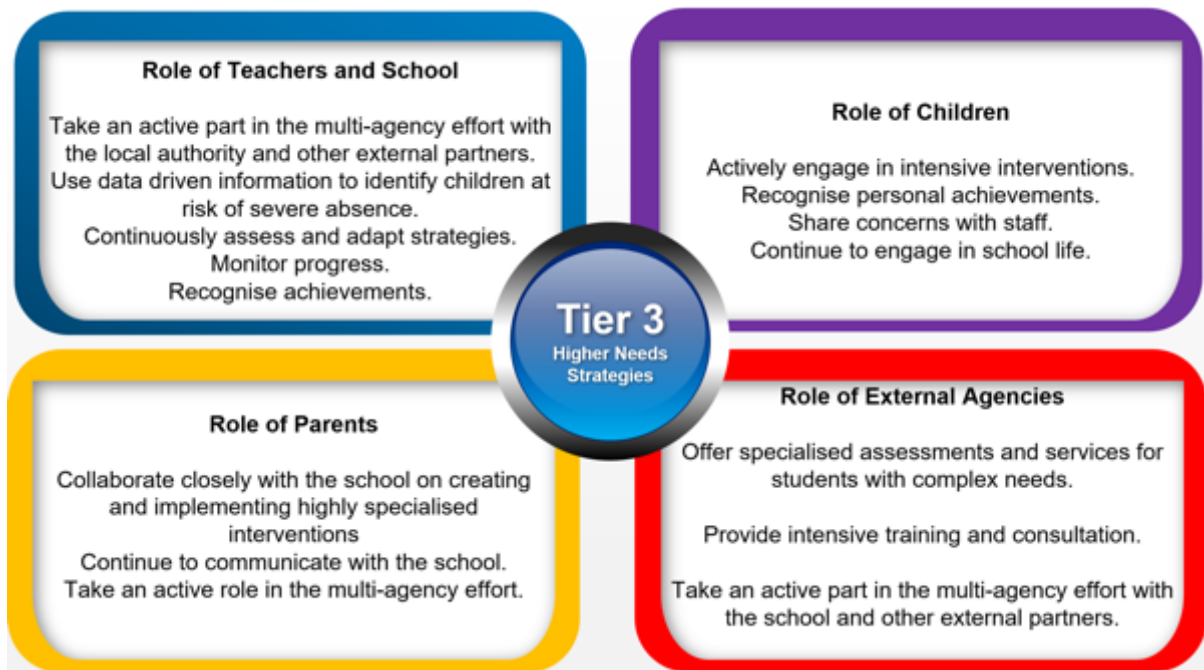 Role of Teachers and School
Take an active part in the multi-agency effort with
the local authority and other external partners.
Use data driven information to identify children at
risk of severe absence.
Continuously assess and adapt strategies.
Monitor progress.
Recognise achievements.
Role of Children
Actively engage in intensive interventions.
Recognise personal achievements.
Share concerns with staff.
Continue to engage in school life.
Tier 3
Higher Needs
Strategies
Role of Parents
Collaborate closely with the school on creating
and implementing highly specialised
interventions
Continue to communicate with the school.
Take an active role in the multi-agency effort.
Role of External Agencies
Offer specialised assessments and services for
students with complex needs.
Provide intensive training and consultation.
Take an active part in the multi-agency effort with
the school and other external partners.